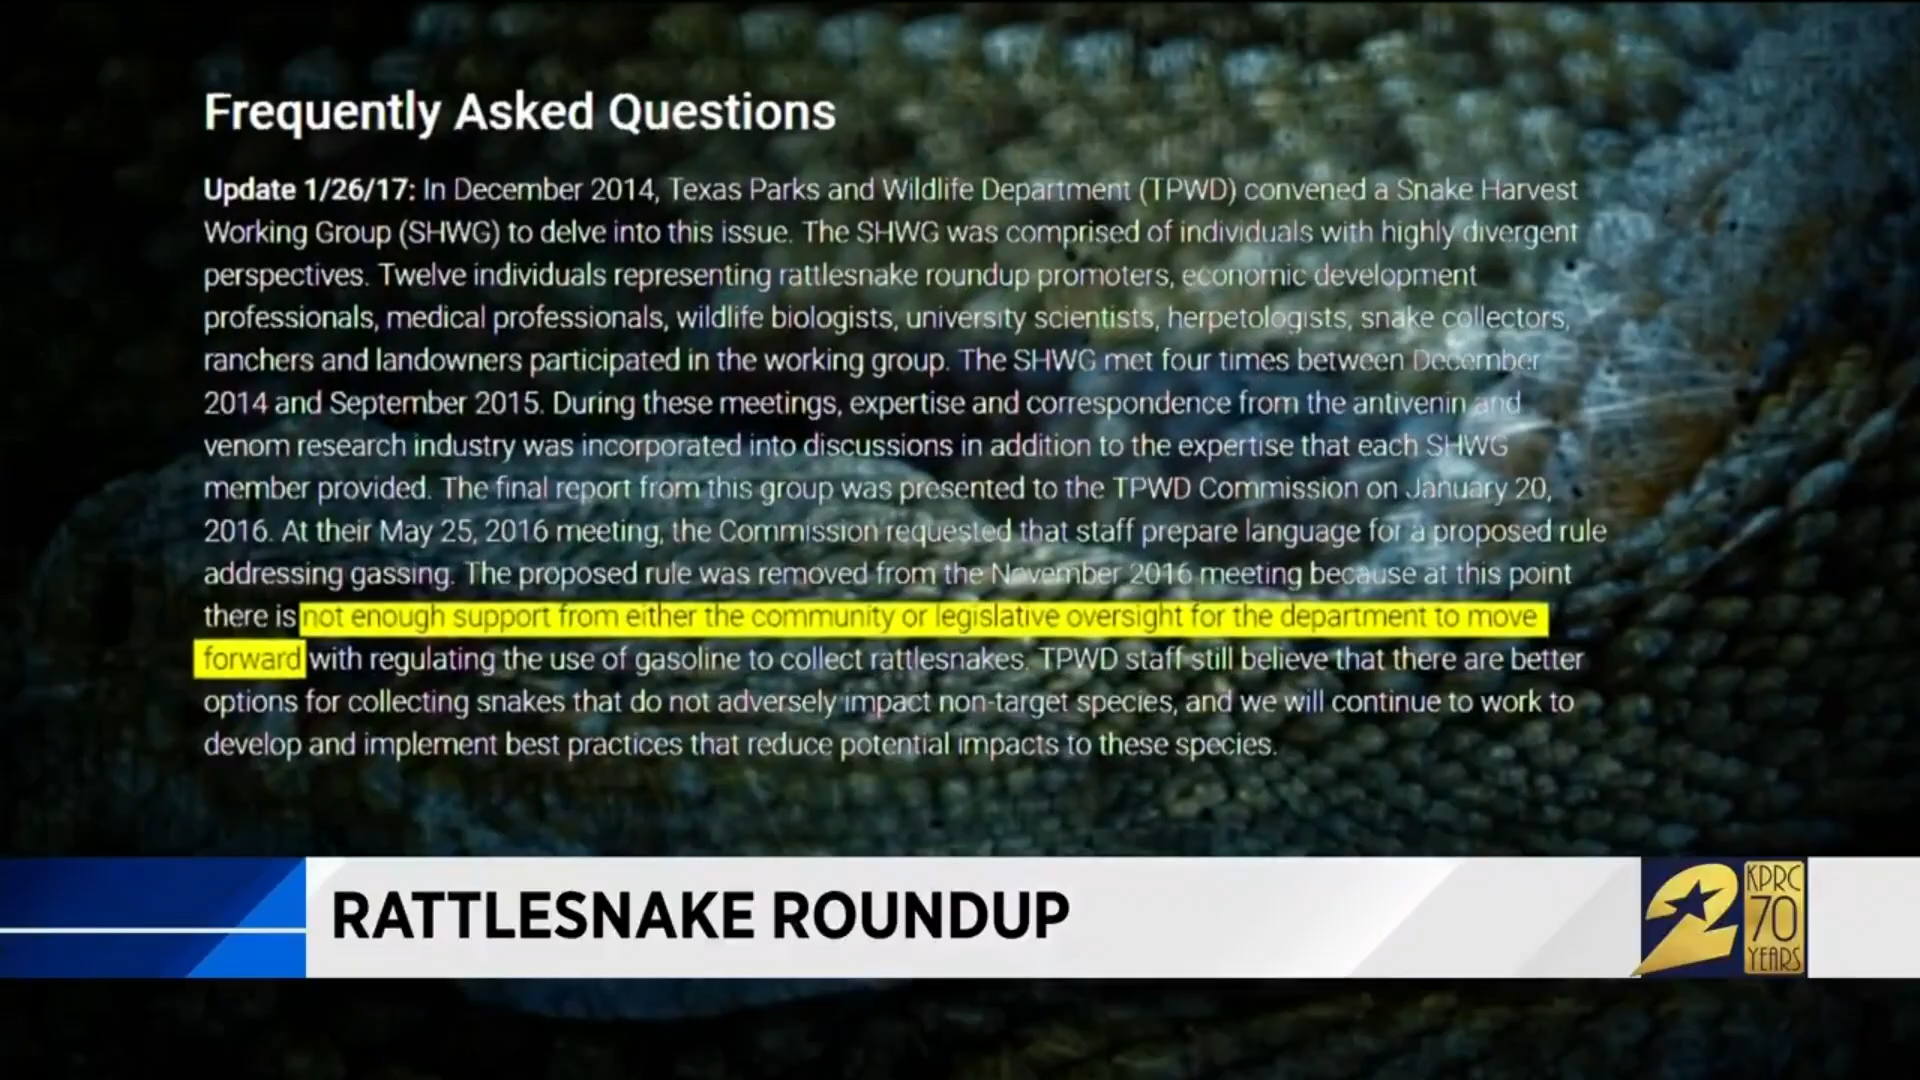 Frequently Asked Questions
Update 1/26/17: In December 2014, Texas Parks and Wildlife Department (TPWD) convened a Snake Harvest
Working Group (SHWG) to delve into this issue. The SHWG was comprised of individuals with highly divergent
perspectives. Twelve individuals representing rattlesnake roundup promoters, economic development
professionals, medical professionals, wildlife biologists, university scientists, herpetologists, snake collectors,
ranchers and landowners participated in the working group. The SHWG met four times between December
2014 and September 2015. During these meetings, expertise and correspondence from the antivenin and
venom research industry was incorporated into discussions in addition to the expertise that each SHWG
member provided. The final report from this group was presented to the TPWD Commission on January 20,
2016. At their May 25, 2016 meeting, the Commission requested that staff prepare language for a proposed rule
addressing gassing. The proposed rule was removed from the November 2016 meeting because at this point
there is not enough support from either the community or legislative oversight for the department to move
forward with regulating the use of gasoline to collect rattlesnakes. TPWD staff still believe that there are better
options for collecting snakes that do not adversely impact non-target species, and we will continue to work to
develop and implement best practices that reduce potential impacts to these species.
RATTLESNAKE ROUNDUP
2
KPRC
70
YEARS